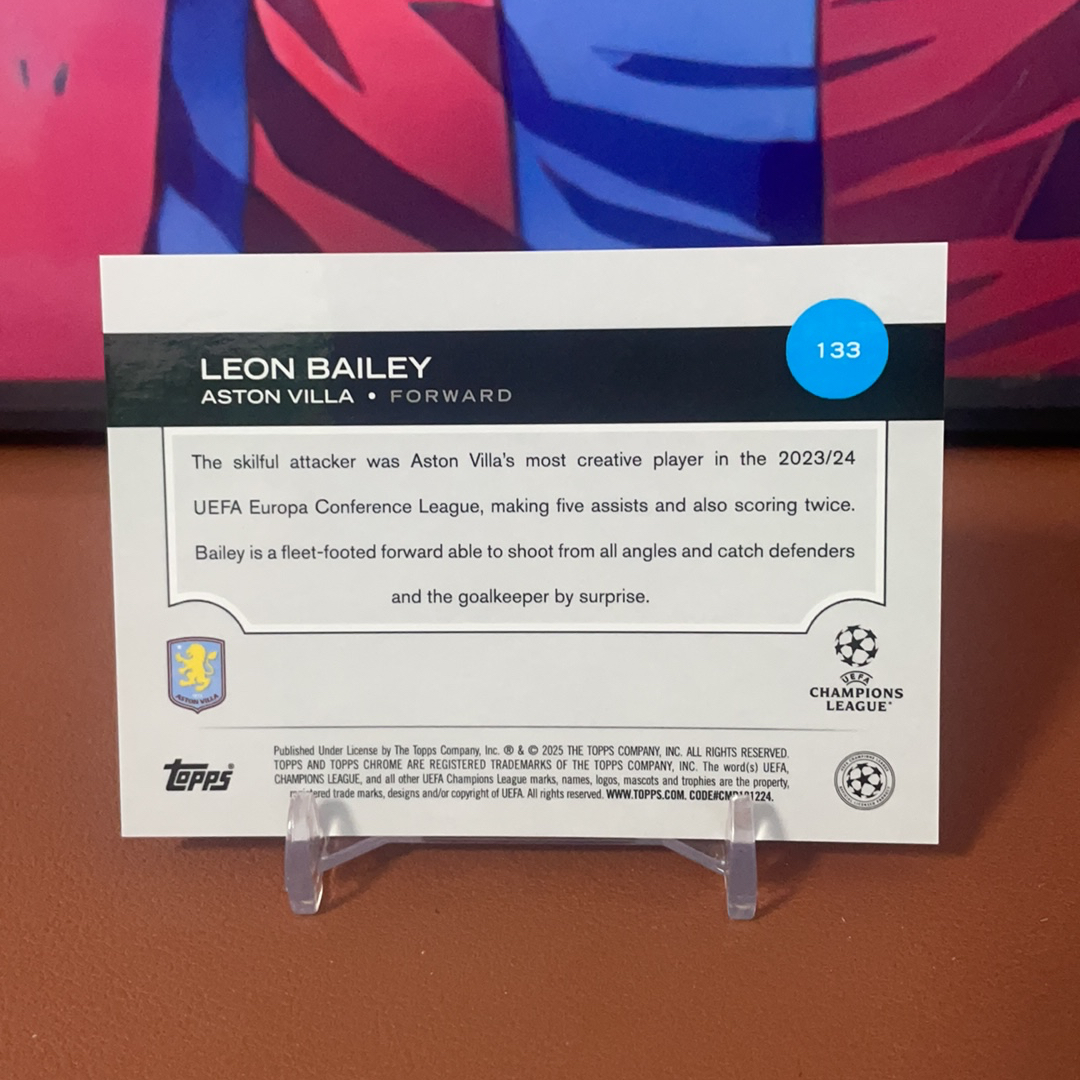 LEON BAILEY
133
ASTON VILLA • FORWARD
The skilful attacker was Aston Villa's most creative player in the 2023/24
UEFA Europa Conference League, making five assists and also scoring twice.
Bailey is a fleet-footed forward able to shoot from all angles and catch defenders
and the goalkeeper by surprise.
ASTON VILLA
UEFA
CHAMPIONS
LEAGUE
Topps®
Published Under License by The Topps Company, Inc. ® & © 2025 THE TOPPS COMPANY, INC. ALL RIGHTS RESERVED.
TOPPS AND TOPPS CHROME ARE REGISTERED TRADEMARKS OF THE TOPPS COMPANY, INC. The word(s) UEFA,
CHAMPIONS LEAGUE, and all other UEFA Champions League marks, names, logos, mascots and trophies are the property,
trade marks, designs and/or copyright of UEFA. All rights reserved. WWW.TOPPS.COM.